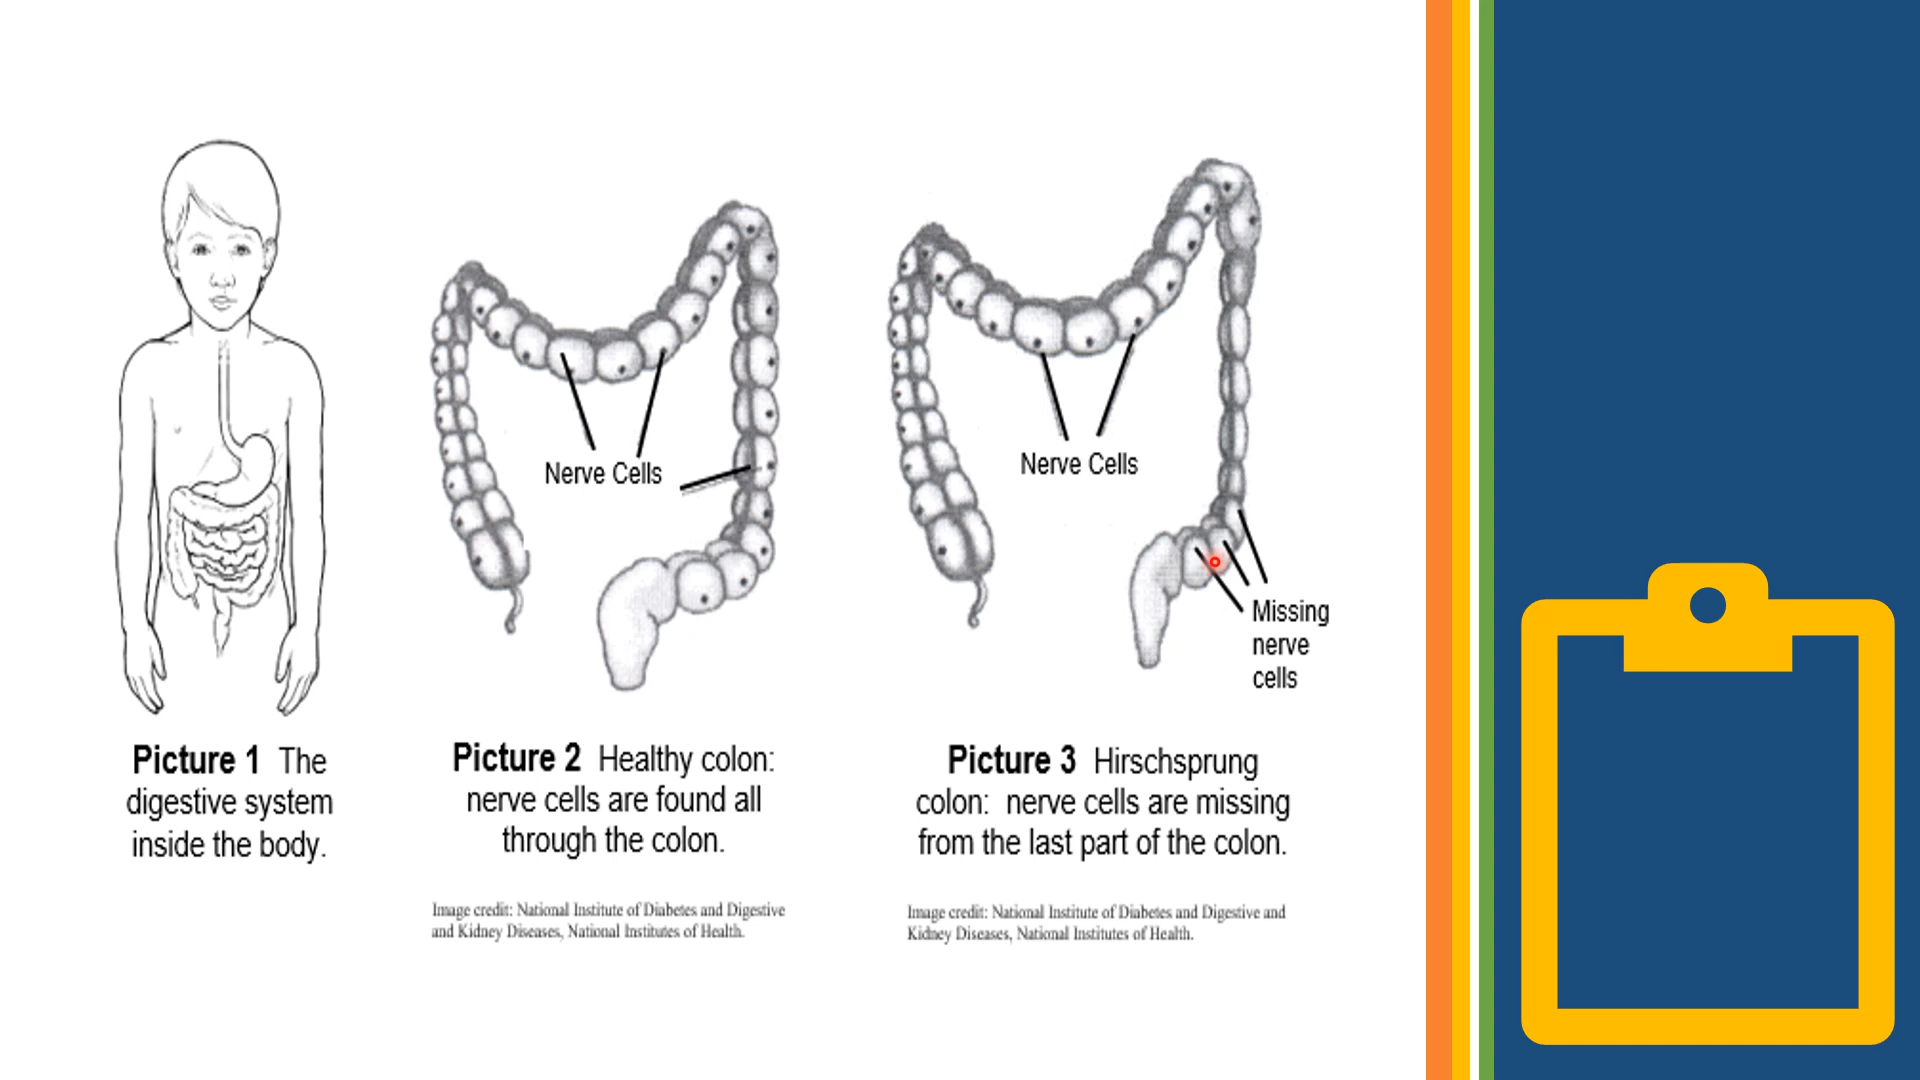 Nerve Cells
Nerve Cells
Missing
nerve
cells
Picture 1 The
digestive system
inside the body.
Picture 2 Healthy colon:
nerve cells are found all
through the colon.
Picture 3 Hirschsprung
colon: nerve cells are missing
from the last part of the colon.
Image credit: National Institute of Diabetes and Digestive
and Kidney Diseases, National Institutes of Health.
Image credit: National Institute of Diabetes and Digestive and
Kidney Diseases, National Institutes of Health.